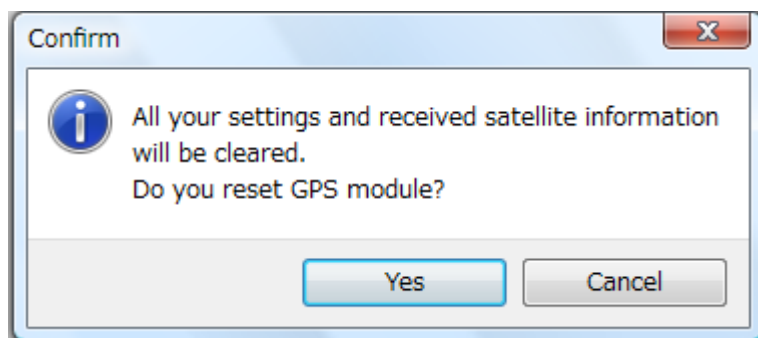 Confirm
All your settings and received satellite information
will be cleared.
Do you reset GPS module?
Yes
Cancel